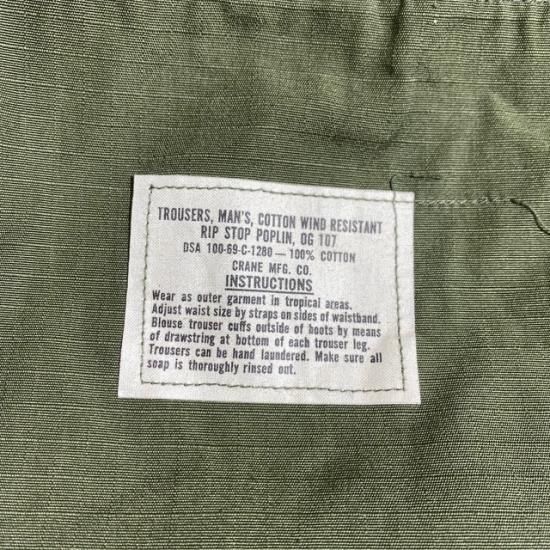 TROUSERS, MAN'S, COTTON WIND RESISTANT
RIP STOP POPLIN, OG 107
DSA 100-69-C-1280 — 100% COTTON
CRANE MFG. CO.
INSTRUCTIONS
Wear as outer garment in tropical areas.
Adjust waist size by straps on sides of waistband.
Blouse trouser cuffs outside of boots by means
of drawstring at bottom of each trouser leg.
Trousers can be hand laundered. Make sure all
soap is thoroughly rinsed out.